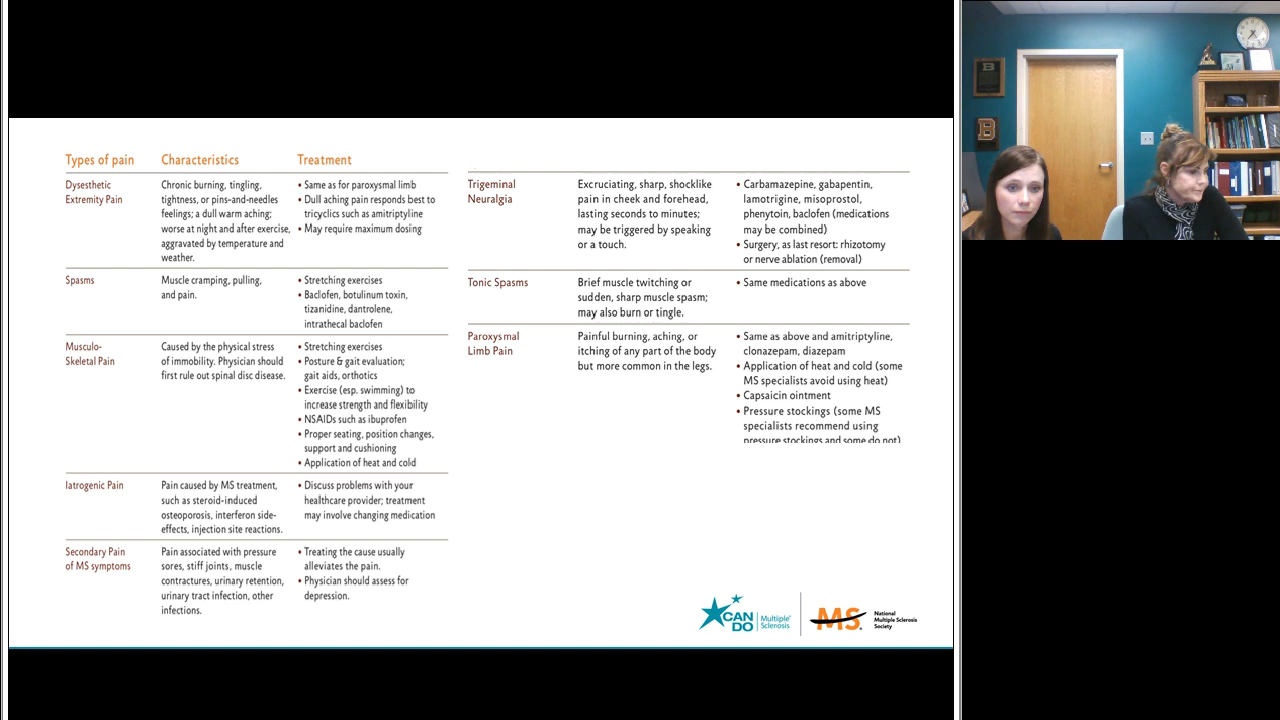 Types of pain
Characteristics
Treatment
Dysesthetic
Extremity Pain
Chronic burning, tingling,
tightness, or pins-and-needles
feelings; a dull warm aching;
worse at night and after exercise,
aggravated by temperature and
weather.
• Same as for paroxysmal limb
• Dull aching pain responds best to
tricyclics such as amitriptyline
• May require maximum dosing
Spasms
Muscle cramping, pulling,
and pain.
• Stretching exercises
• Baclofen, botulinum toxin,
tizanidine, dantrolene,
intrathecal baclofen
Musculo-
Skeletal Pain
Caused by the physical stress
of immobility. Physician should
first rule out spinal disc disease.
• Stretching exercises
• Posture & gait evaluation;
gait aids, orthotics
• Exercise (esp. swimming) to
increase strength and flexibility
• NSAIDs such as ibuprofen
• Proper seating, position changes,
support and cushioning
• Application of heat and cold
Iatrogenic Pain
Pain caused by MS treatment,
such as steroid-induced
osteoporosis, interferon side-
effects, injection site reactions.
• Discuss problems with your
healthcare provider; treatment
may involve changing medication
Secondary Pain
of MS symptoms
Pain associated with pressure
sores, stiff joints, muscle
contractures, urinary retention,
urinary tract infection, other
infections.
• Treating the cause usually
alleviates the pain.
• Physician should assess for
depression.
Trigeminal
Neuralgia
Excruciating, sharp, shocklike
pain in cheek and forehead,
lasting seconds to minutes;
may be triggered by speaking
or a touch.
• Carbamazepine, gabapentin,
lamotrigine, misoprostol,
phenytoin, baclofen (medications
may be combined)
• Surgery, as last resort: rhizotomy
or nerve ablation (removal)
Tonic Spasms
Brief muscle twitching or
sudden, sharp muscle spasm;
may also burn or tingle.
• Same medications as above
Paroxysmal
Limb Pain
Painful burning, aching, or
itching of any part of the body
but more common in the legs.
• Same as above and amitriptyline,
clonazepam, diazepam
• Application of heat and cold (some
MS specialists avoid using heat)
• Capsaicin ointment
• Pressure stockings (some MS
specialists recommend using
pressure stockings and some do not)
CAN
DO
Multiple®
Sclerosis
MS
National
Multiple Sclerosis
Society
B
B